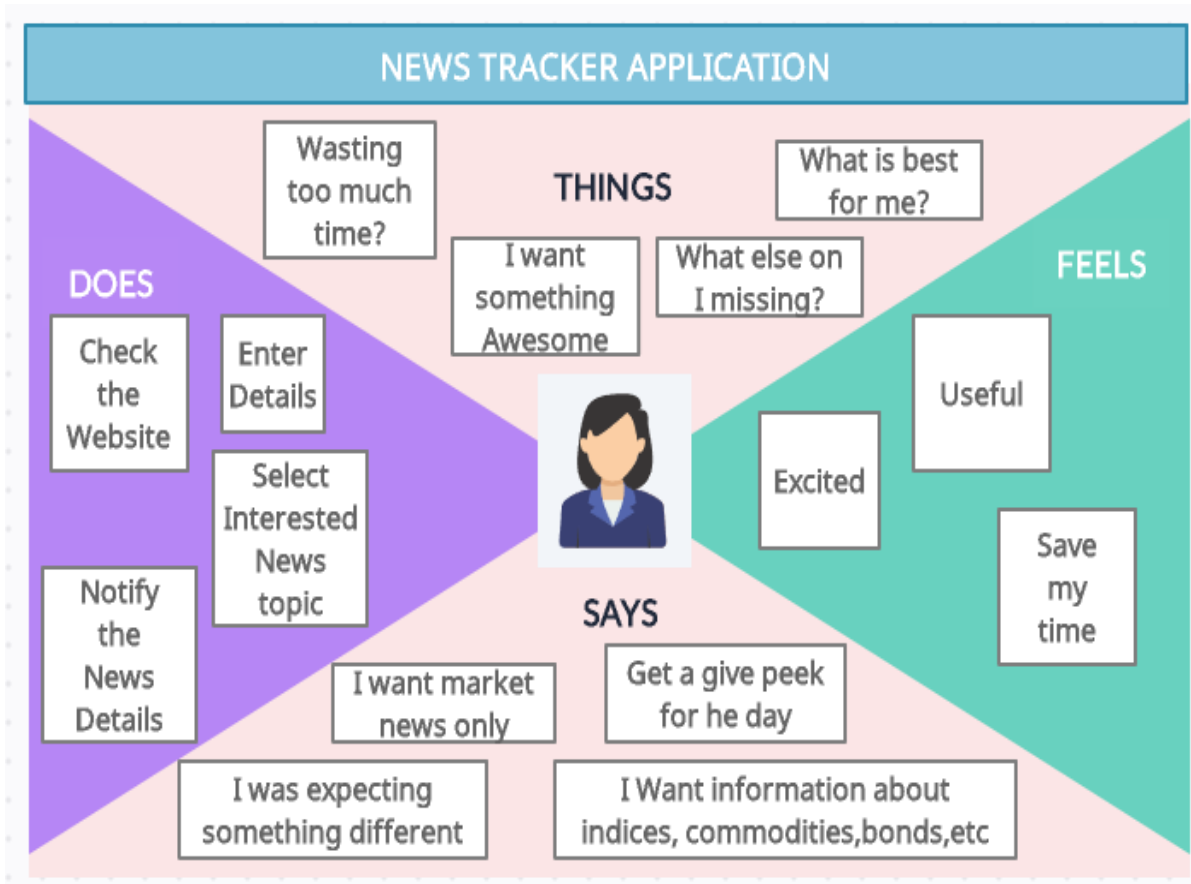 NEWS TRACKER APPLICATION
THINGS
Wasting
too much
time?
I want
something
Awesome
What else on
I missing?
What is best
for me?
DOES
Check
the
Website
Enter
Details
Select
Interested
News
topic
Notify
the
News
Details
FEELS
Useful
Excited
Save
my
time
SAYS
I want market
news only
Get a give peek
for he day
I was expecting
something different
I Want information about
indices, commodities,bonds,etc